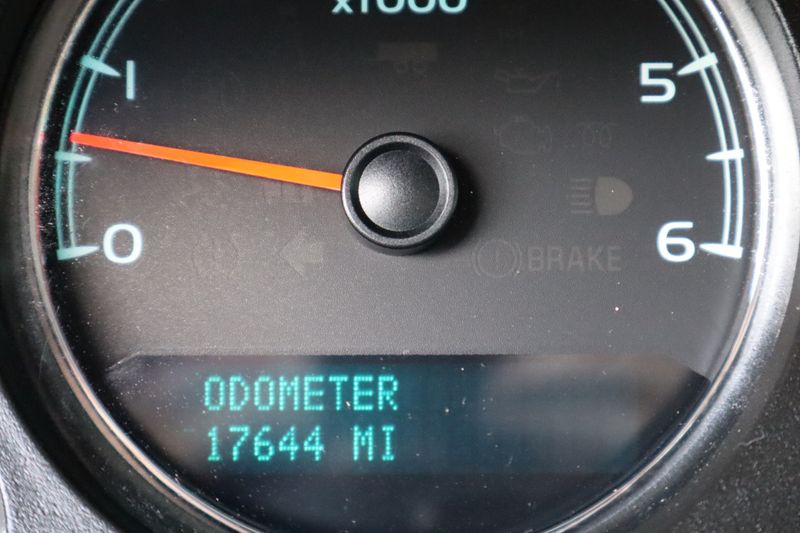 x1000
1
5
0
6
BRAKE
ODOMETER
17644 MI